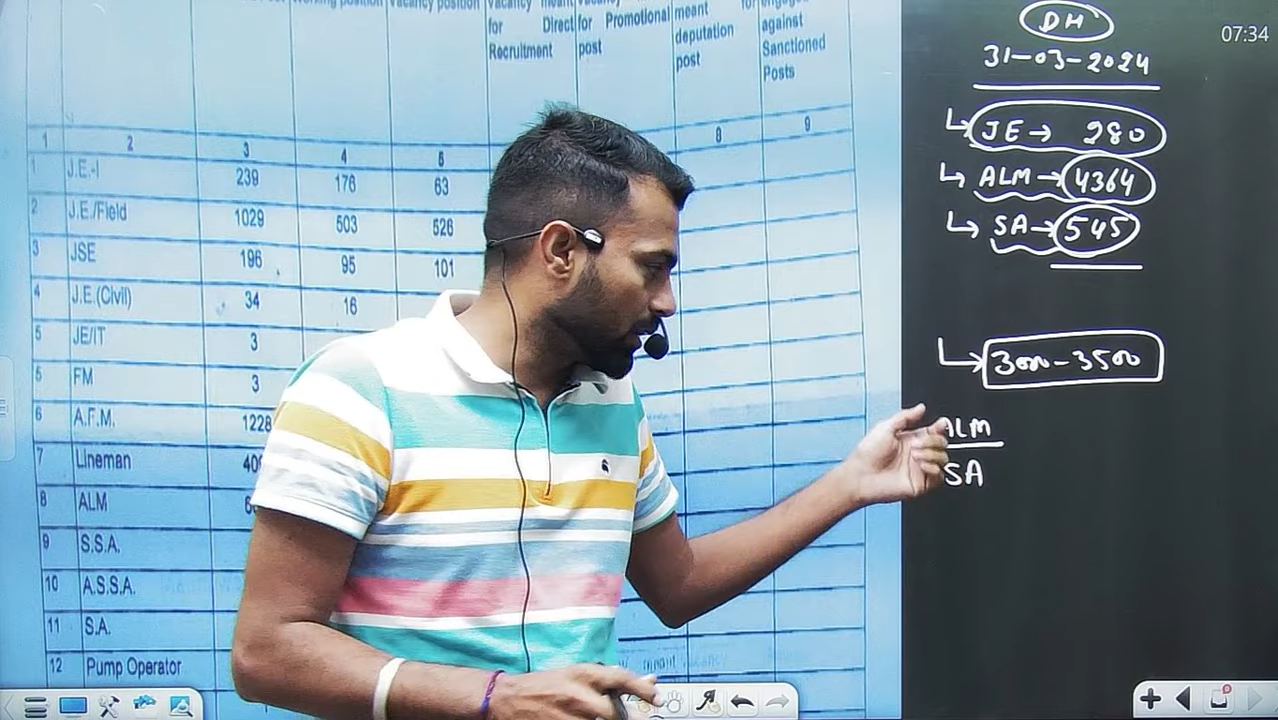 Working position
Vacancy position
Vacancy meant for Direct Recruitment
for Promotional post
meant for deputation post
engaged against Sanctioned Posts
1 2 3 4 5 8 9
1 J.E.-I 239 176 63
2 J.E./Field 1029 503 526
3 JSE 196 95 101
4 J.E.(Civil) 34 16
5 JE/IT 3
5 FM 3
6 A.F.M. 1228
7 Lineman
8 ALM
9 S.S.A.
10 A.S.S.A.
11 S.A.
12 Pump Operator
DH
31-03-2024
JE → 280
ALM → 4364
SA → 545
3000-3500
ALM
SA
07:34